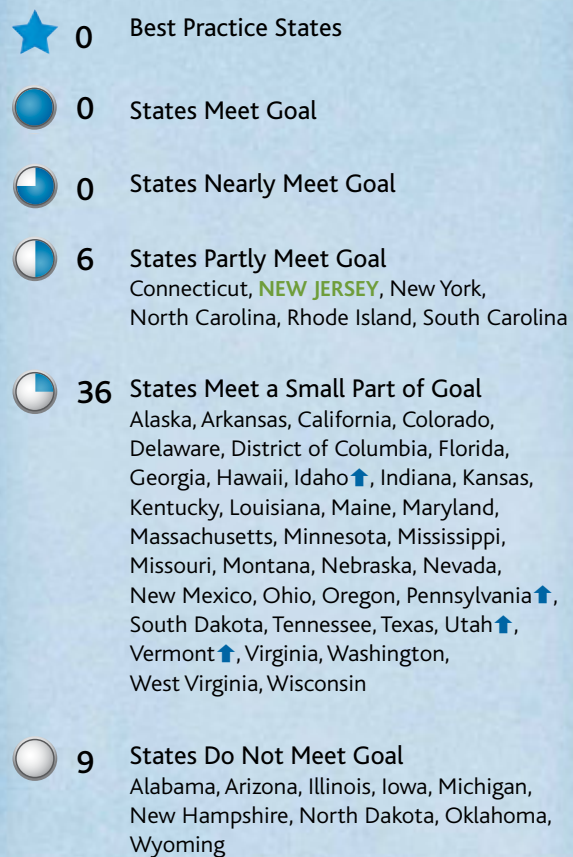 0 Best Practice States
0 States Meet Goal
0 States Nearly Meet Goal
6 States Partly Meet Goal
Connecticut, NEW JERSEY, New York,
North Carolina, Rhode Island, South Carolina
36 States Meet a Small Part of Goal
Alaska, Arkansas, California, Colorado,
Delaware, District of Columbia, Florida,
Georgia, Hawaii, Idaho⬆, Indiana, Kansas,
Kentucky, Louisiana, Maine, Maryland,
Massachusetts, Minnesota, Mississippi,
Missouri, Montana, Nebraska, Nevada,
New Mexico, Ohio, Oregon, Pennsylvania⬆,
South Dakota, Tennessee, Texas, Utah⬆,
Vermont⬆, Virginia, Washington,
West Virginia, Wisconsin
9 States Do Not Meet Goal
Alabama, Arizona, Illinois, Iowa, Michigan,
New Hampshire, North Dakota, Oklahoma,
Wyoming